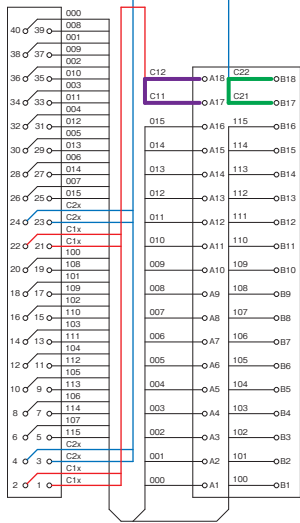 000
40 39 008
001
38 37 009
002
36 35 010
003
34 33 011
004
32 31 012
005
30 29 013
006
28 27 014
007
26 25 015
C2x
24 23 C2x
C1x
22 21 C1x
100
20 19 108
101
18 17 109
102
16 15 110
103
14 13 111
104
12 11 112
105
10 9 113
106
8 7 114
107
6 5 115
C2x
4 3 C2x
C1x
2 1 C1x
C12 A18 C22 B18
C11 A17 C21 B17
015 A16 115 B16
014 A15 115 B15
013 A14 114 B14
012 A13 113 B13
011 A12 112 B12
010 A11 111 B11
009 A10 110 B10
008 A9 109 B9
007 A8 108 B8
006 A7 107 B7
005 A6 106 B6
004 A5 105 B5
003 A4 104 B4
002 A3 103 B3
001 A2 102 B2
000 A1 101 B1
100